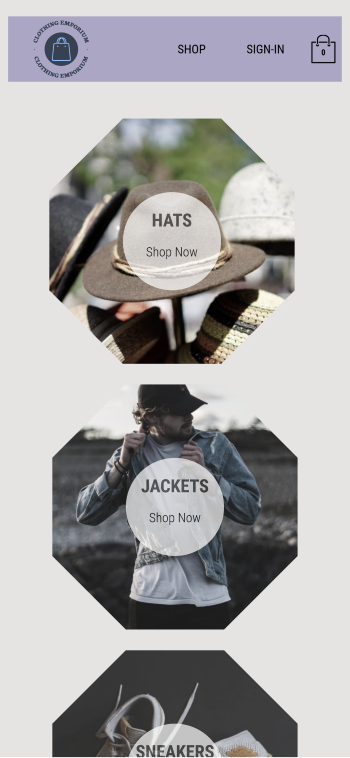 CLOTHING EMPORIUM
CLOTHING EMPORIUM
SHOP
SIGN-IN
0
HATS
Shop Now
JACKETS
Shop Now
SNEAKERS